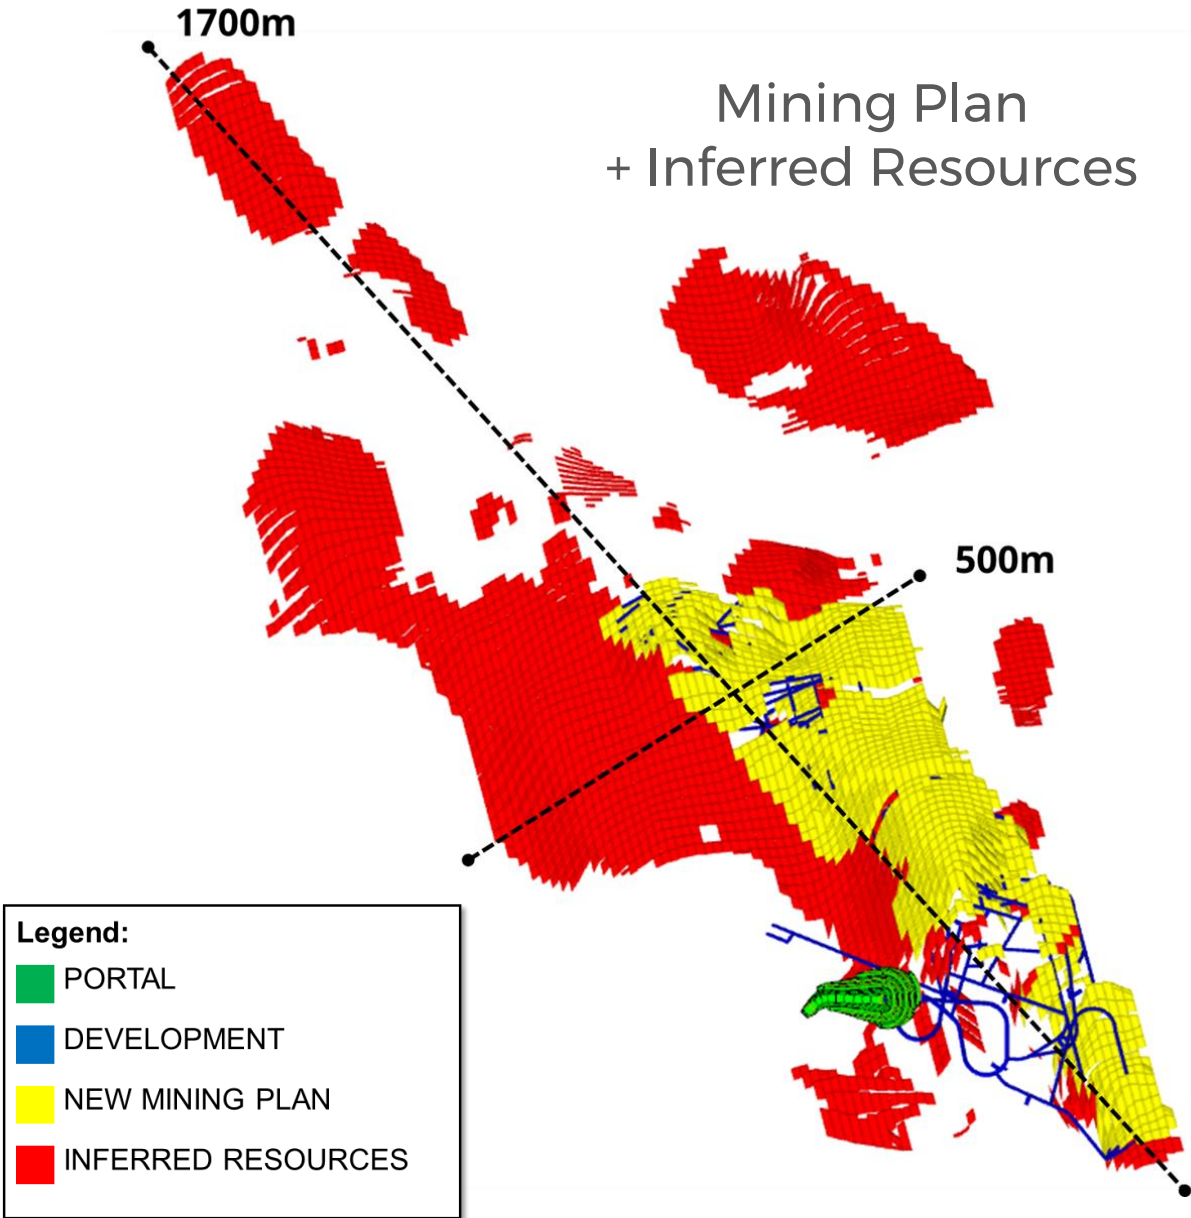 1700m
Mining Plan
+ Inferred Resources
500m
Legend:
PORTAL
DEVELOPMENT
NEW MINING PLAN
INFERRED RESOURCES